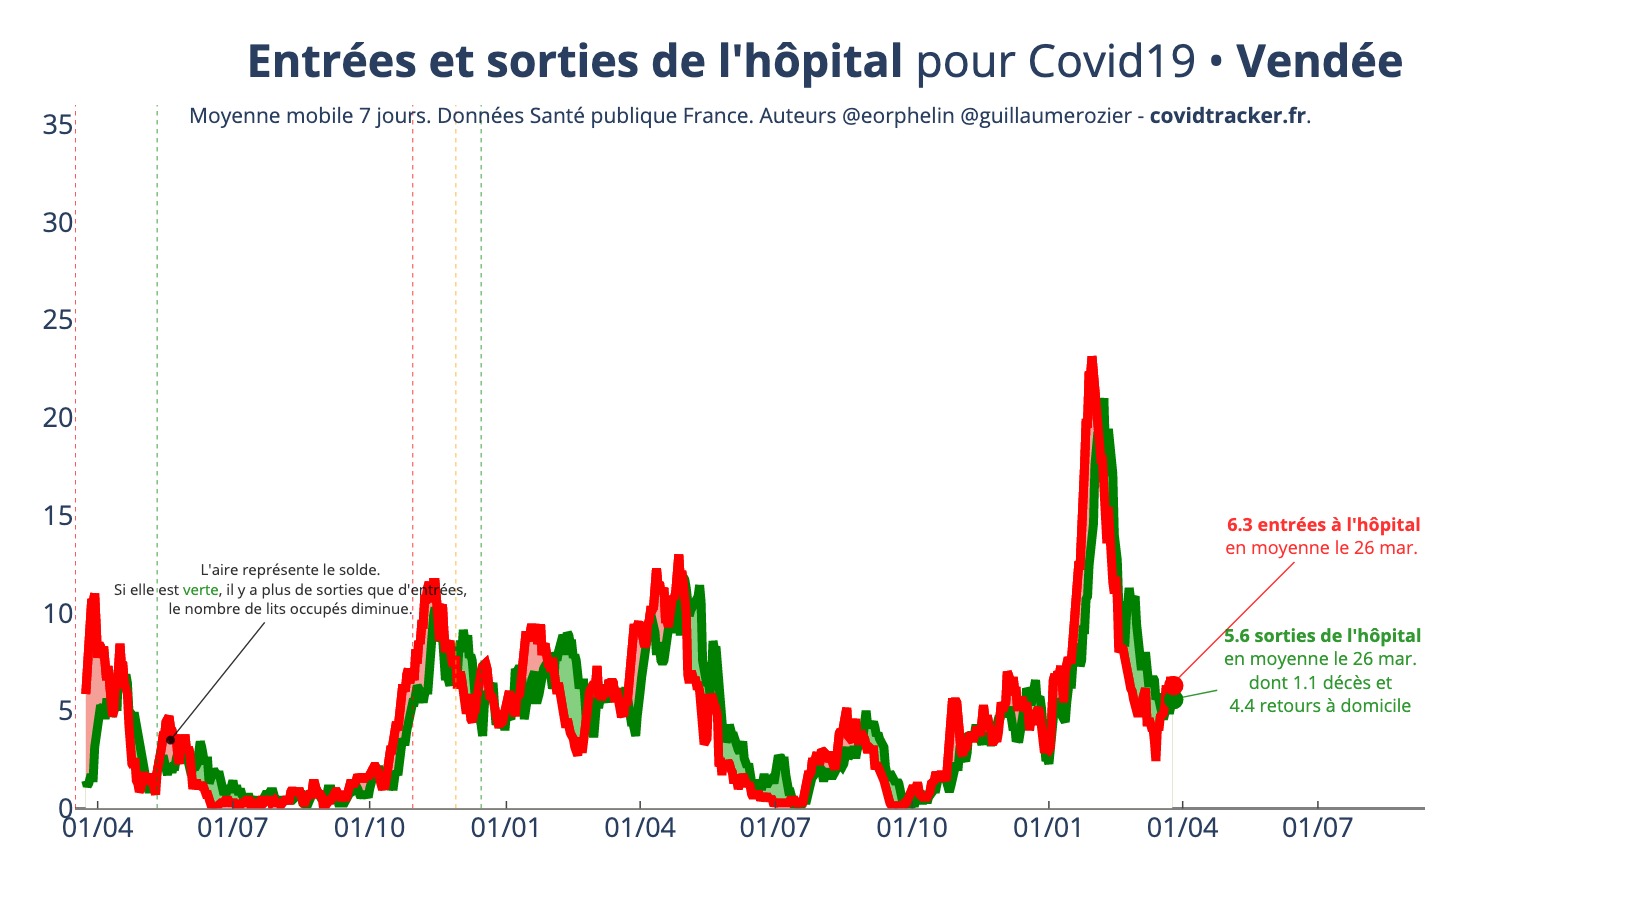 Entrées et sorties de l'hôpital pour Covid19 • Vendée
Moyenne mobile 7 jours. Données Santé publique France. Auteurs @eorphelin @guillaumerozier - covidtracker.fr.
35
30
25
20
15
10
5
0
L'aire représente le solde.
Si elle est verte, il y a plus de sorties que d'entrées,
le nombre de lits occupés diminue.
6.3 entrées à l'hôpital
en moyenne le 26 mar.
5.6 sorties de l'hôpital
en moyenne le 26 mar.
dont 1.1 décès et
4.4 retours à domicile
01/04 01/07 01/10 01/01 01/04 01/07 01/10 01/01 01/04 01/07